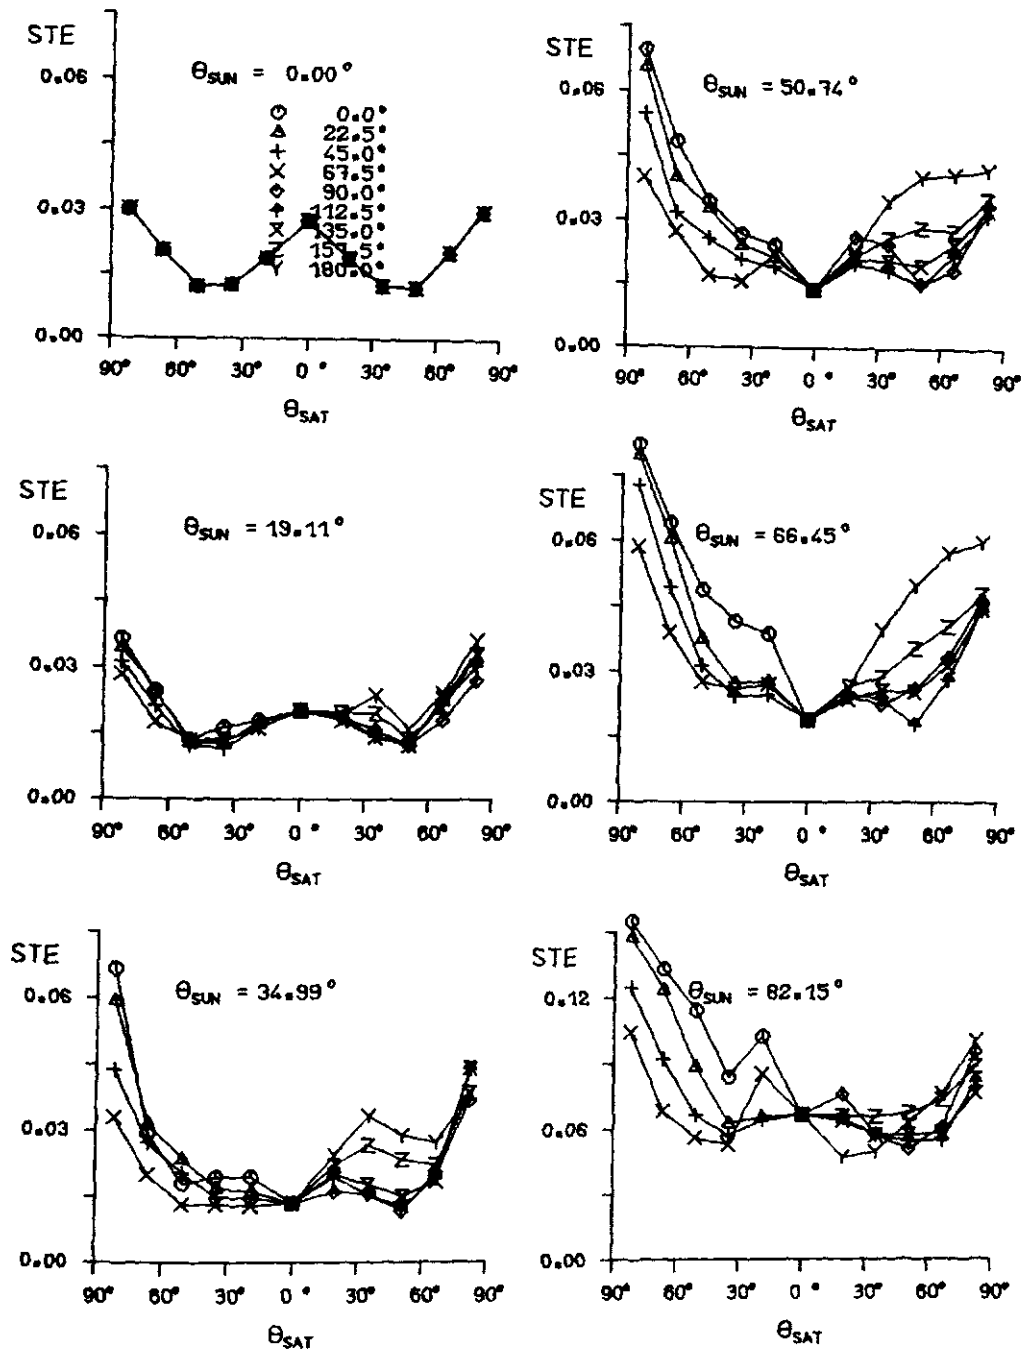 STE
0.06
0.03
0.00
θSUN = 0.00°
0.0°
22.5°
45.0°
67.5°
90.0°
112.5°
135.0°
157.5°
180.0°
90° 60° 30° 0° 30° 60° 90°
θSAT
STE
0.06
0.03
0.00
θSUN = 50.74°
90° 60° 30° 0° 30° 60° 90°
θSAT
STE
0.06
0.03
0.00
θSUN = 19.11°
90° 60° 30° 0° 30° 60° 90°
θSAT
STE
0.06
0.03
0.00
θSUN = 66.45°
90° 60° 30° 0° 30° 60° 90°
θSAT
STE
0.06
0.03
0.00
θSUN = 34.99°
90° 60° 30° 0° 30° 60° 90°
θSAT
STE
0.12
0.06
0.00
θSUN = 82.15°
90° 60° 30° 0° 30° 60° 90°
θSAT